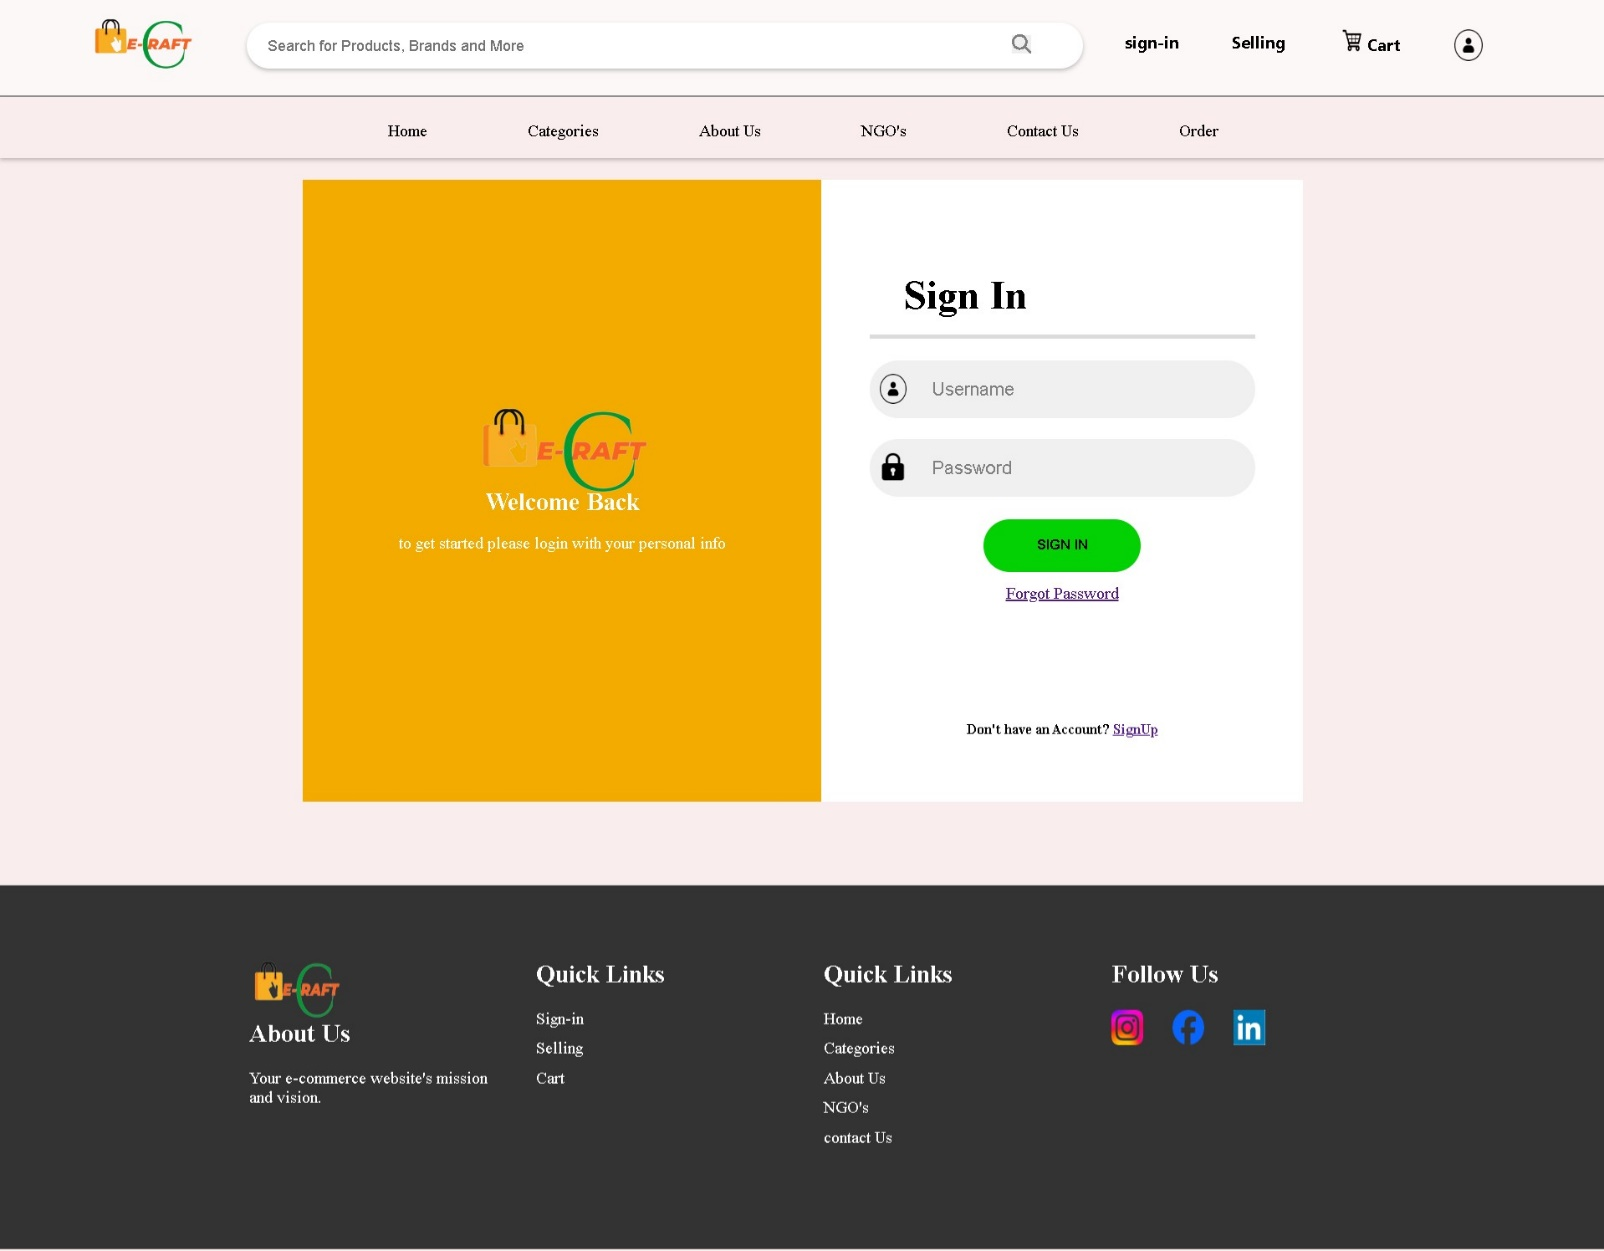 E-CRAFT
Search for Products, Brands and More
sign-in
Selling
Cart
Home
Categories
About Us
NGO's
Contact Us
Order
E-CRAFT
Welcome Back
to get started please login with your personal info
Sign In
Username
Password
SIGN IN
Forgot Password
Don't have an Account? SignUp
E-CRAFT
About Us
Your e-commerce website's mission
and vision.
Quick Links
Sign-in
Selling
Cart
Quick Links
Home
Categories
About Us
NGO's
contact Us
Follow Us
in